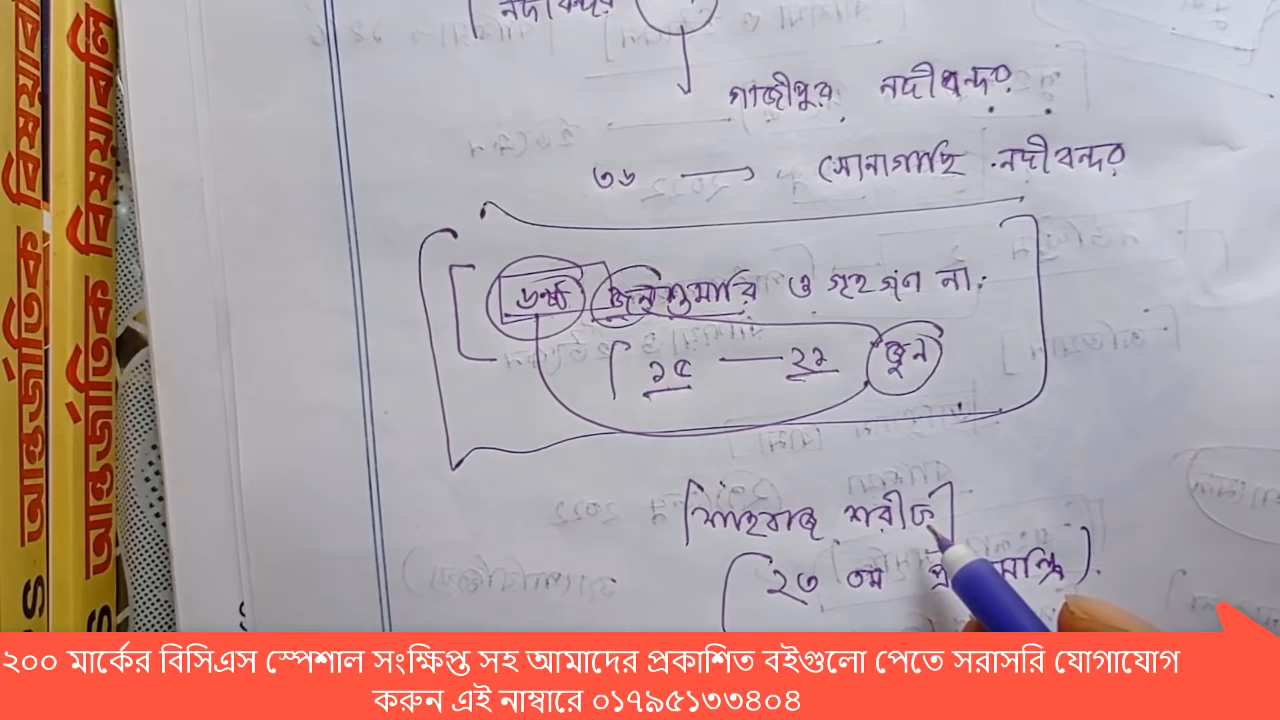 নদীবন্দর
গাজীপুর নদীবন্দর
৩৬ → সোনাগাছি নদীবন্দর
৬ষ্ঠ জনশুমারি ও গৃহগণনা:
১৫ — ২১ জুন
শাহবাজ শরীফ
(২৩ তম প্র
আন্তর্জাতিক বিষয়াবলি
আন্তর্জাতিক বিষয়াবলি
২০০ মার্কের বিসিএস স্পেশাল সংক্ষিপ্ত সহ আমাদের প্রকাশিত বইগুলো পেতে সরাসরি যোগাযোগ
করুন এই নাম্বারে ০১৭৯৫১৩৩৪০৪